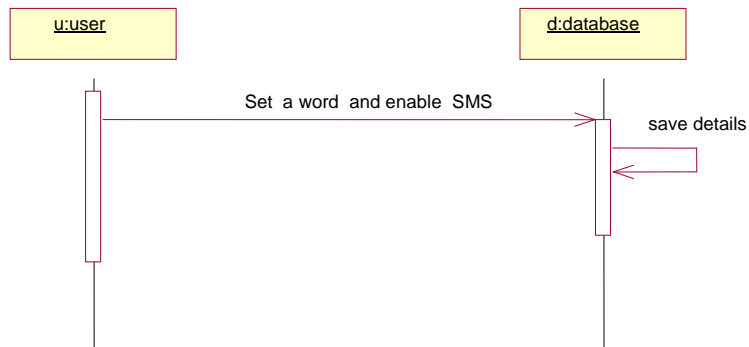 u:user
d:database
Set a word and enable SMS
save details